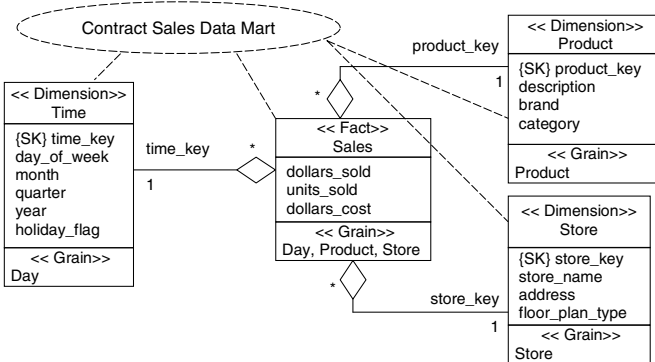 Contract Sales Data Mart
<< Dimension>>
Time
{SK} time_key
day_of_week
month
quarter
year
holiday_flag
<< Grain>>
Day
time_key
1
*
<< Fact>>
Sales
dollars_sold
units_sold
dollars_cost
<< Grain>>
Day, Product, Store
product_key
1
*
<< Dimension>>
Product
{SK} product_key
description
brand
category
<< Grain>>
Product
*
store_key
1
<< Dimension>>
Store
{SK} store_key
store_name
address
floor_plan_type
<< Grain>>
Store